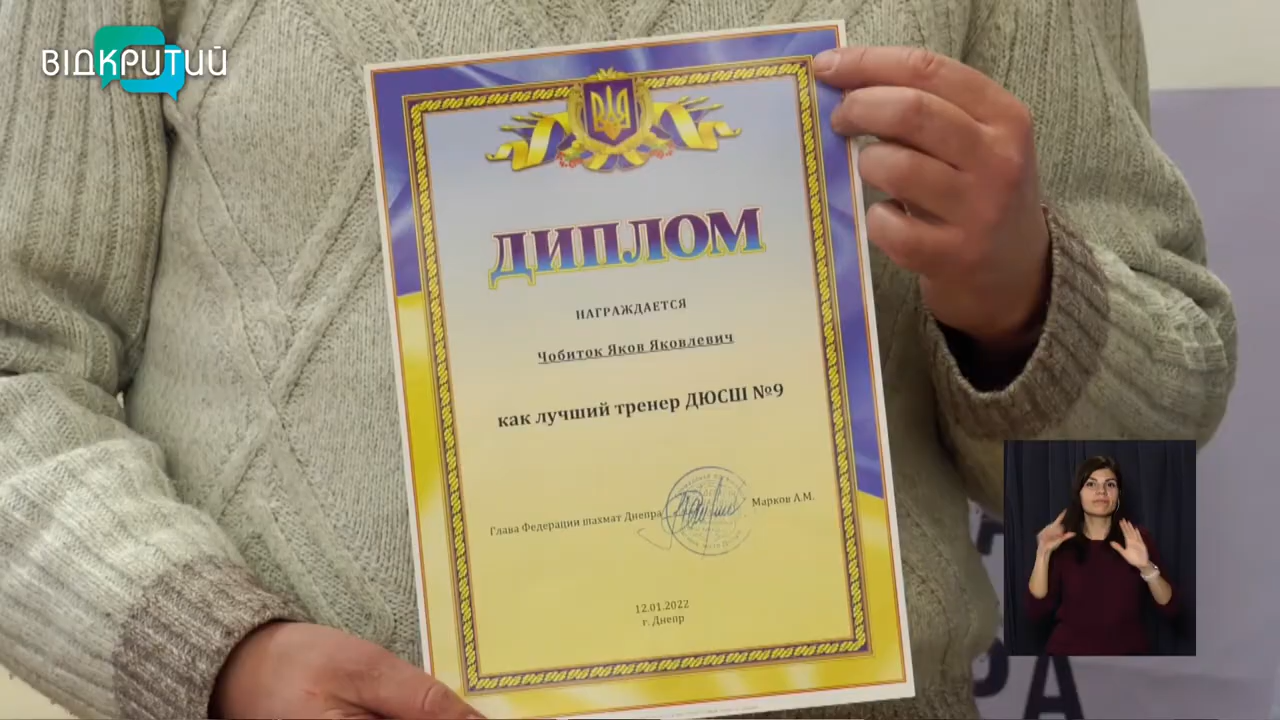 ВІДКРИТИЙ
ДИПЛОМ
НАГРАЖДАЕТСЯ
Чобиток Яков Яковлевич
как лучший тренер ДЮСШ №9
Глава Федерации шахмат Днепра
Марков А.М.
12.01.2022
г. Днепр
РА